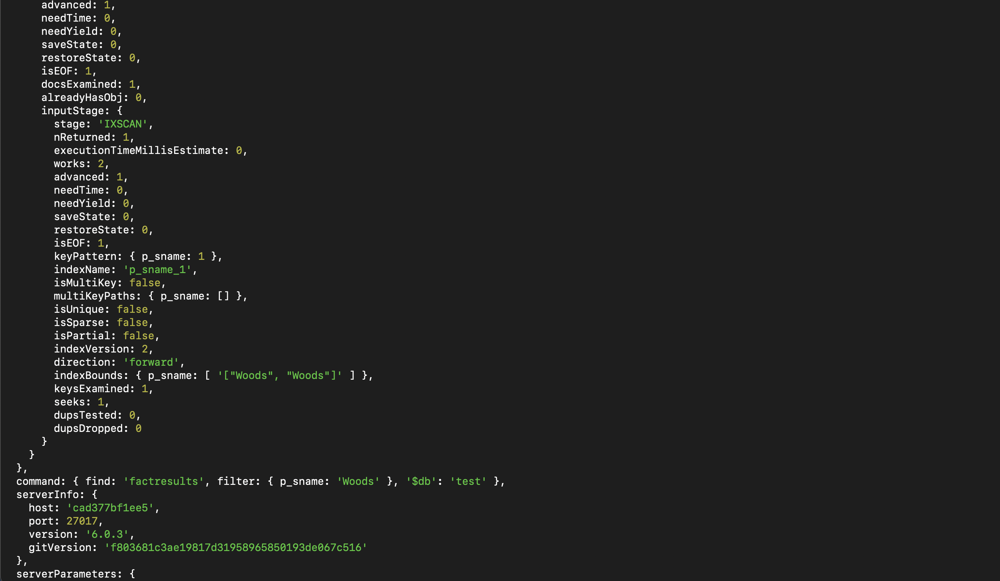 advanced: 1,
needTime: 0,
needYield: 0,
saveState: 0,
restoreState: 0,
isEOF: 1,
docsExamined: 1,
alreadyHasObj: 0,
inputStage: {
stage: 'IXSCAN',
nReturned: 1,
executionTimeMillisEstimate: 0,
works: 2,
advanced: 1,
needTime: 0,
needYield: 0,
saveState: 0,
restoreState: 0,
isEOF: 1,
keyPattern: { p_sname: 1 },
indexName: 'p_sname_1',
isMultiKey: false,
multiKeyPaths: { p_sname: [] },
isUnique: false,
isSparse: false,
isPartial: false,
indexVersion: 2,
direction: 'forward',
indexBounds: { p_sname: [ '["Woods", "Woods"]' ] },
keysExamined: 1,
seeks: 1,
dupsTested: 0,
dupsDropped: 0
}
}
},
command: { find: 'factresults', filter: { p_sname: 'Woods' }, '$db': 'test' },
serverInfo: {
host: 'cad377bf1ee5',
port: 27017,
version: '6.0.3',
gitVersion: 'f803681c3ae19817d31958965850193de067c516'
},
serverParameters: {